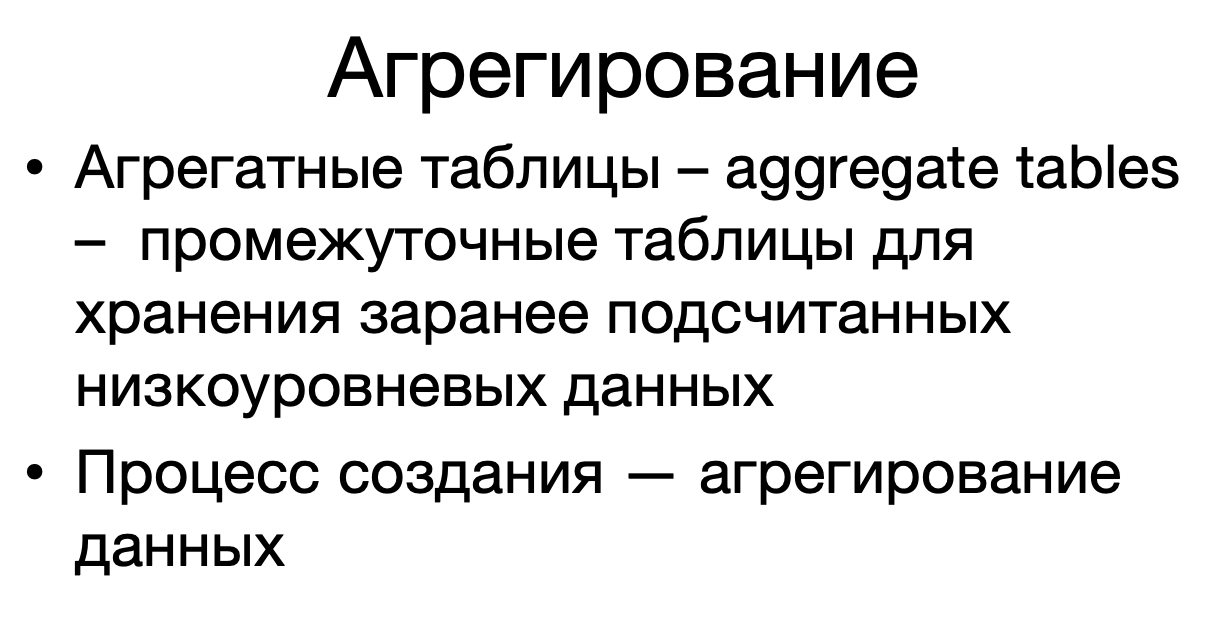 Агрегирование
• Агрегатные таблицы – aggregate tables
– промежуточные таблицы для
хранения заранее подсчитанных
низкоуровневых данных
• Процесс создания — агрегирование
данных